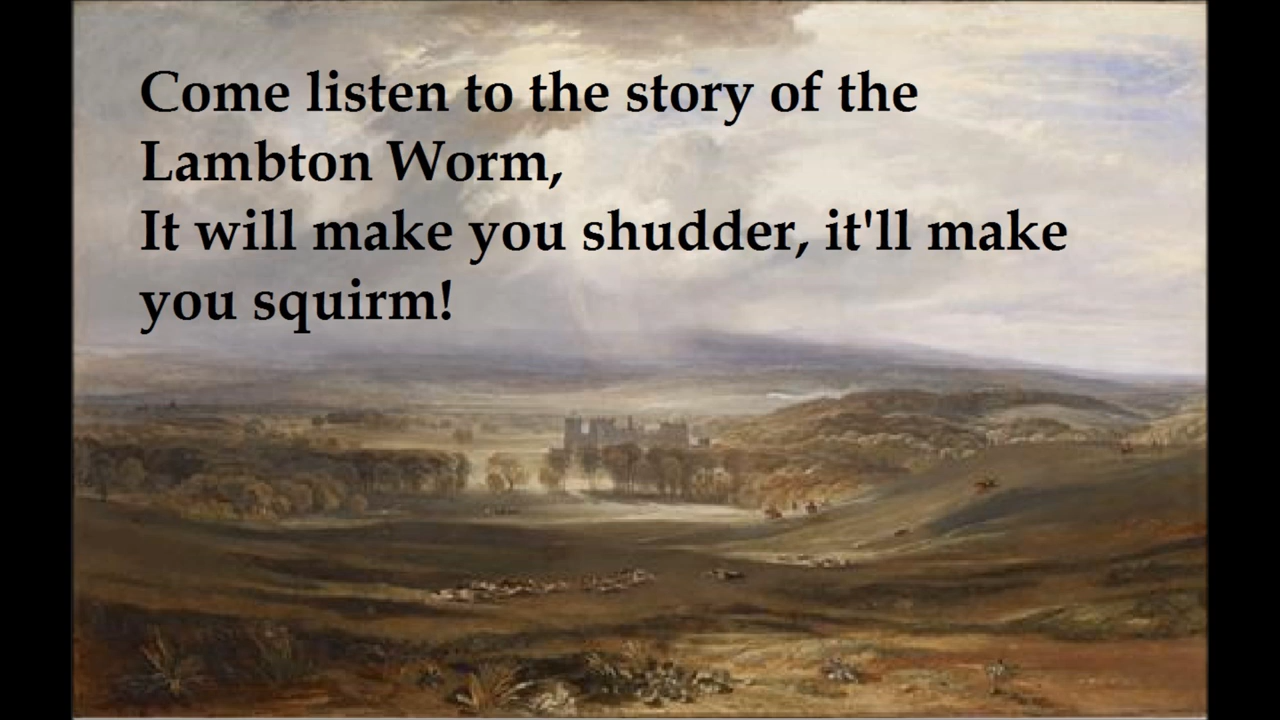 Come listen to the story of the
Lambton Worm,
It will make you shudder, it'll make
you squirm!